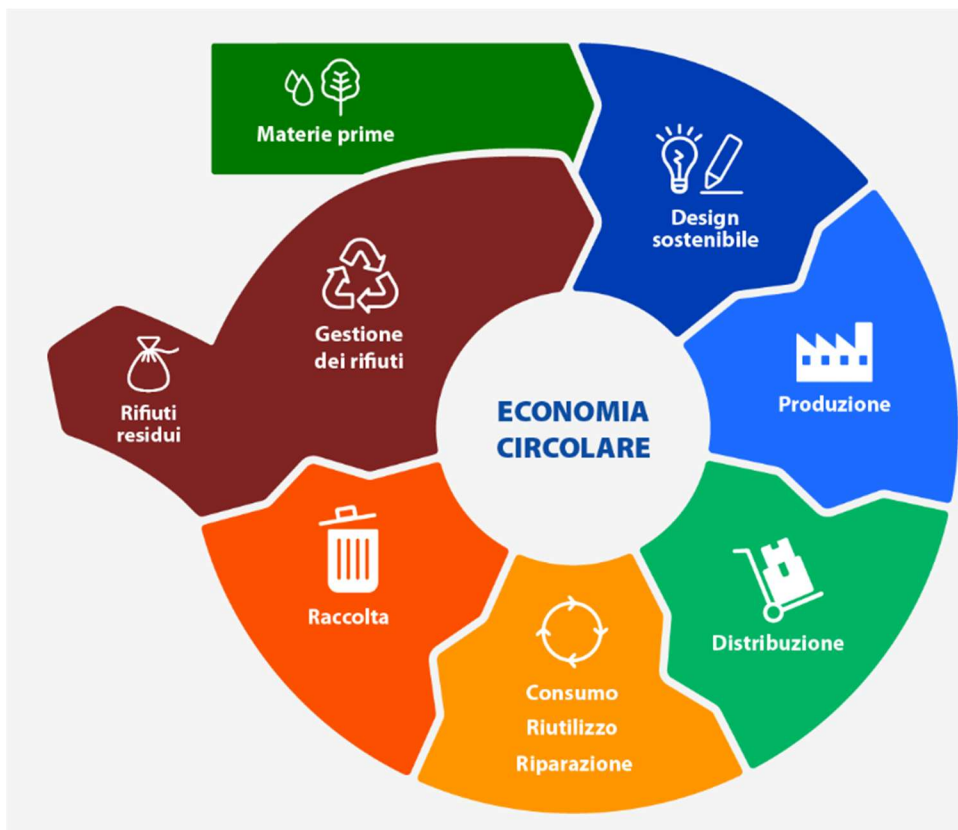 Materie prime
Design
sostenibile
Produzione
Distribuzione
Consumo
Riutilizzo
Riparazione
Raccolta
Gestione
dei rifiuti
Rifiuti
residui
ECONOMIA
CIRCOLARE